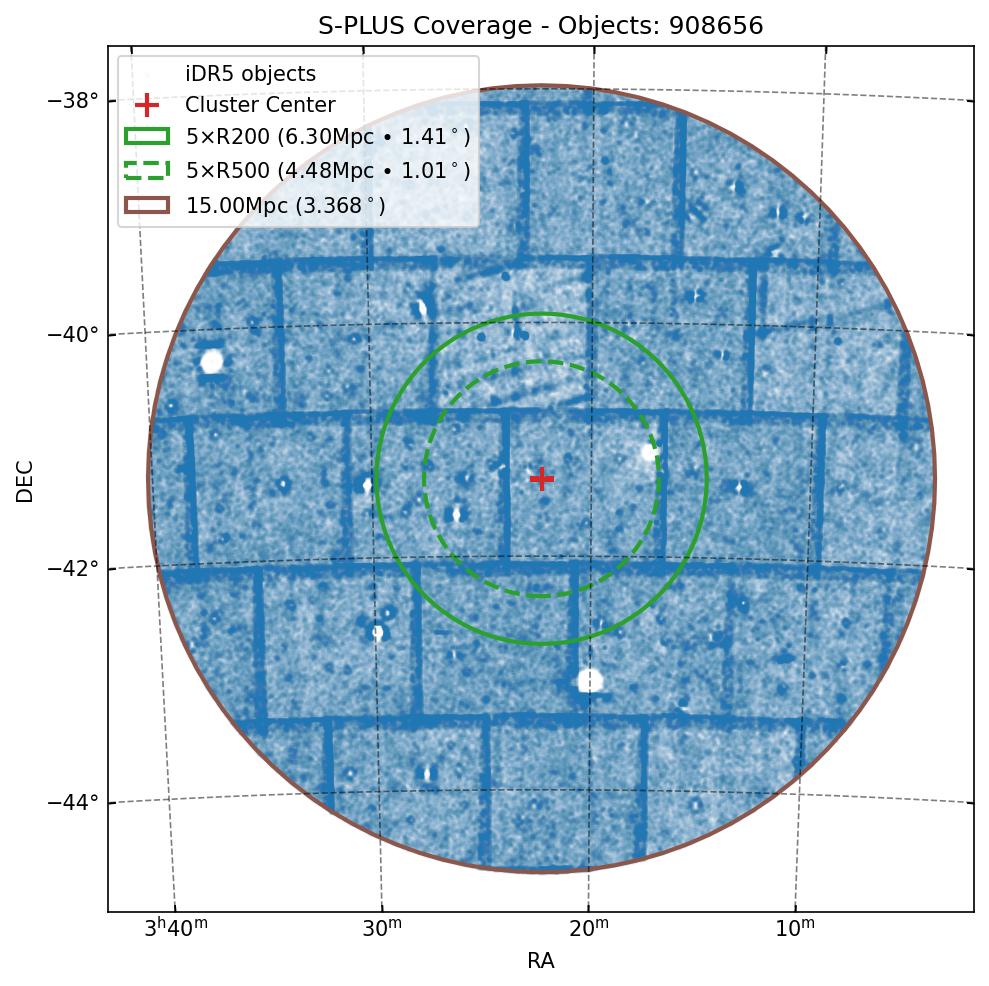 S-PLUS Coverage - Objects: 908656
iDR5 objects
Cluster Center
5×R200 (6.30Mpc • 1.41°)
5×R500 (4.48Mpc • 1.01°)
15.00Mpc (3.368°)
−38°
−40°
−42°
−44°
DEC
3ʰ40ᵐ 30ᵐ 20ᵐ 10ᵐ
RA